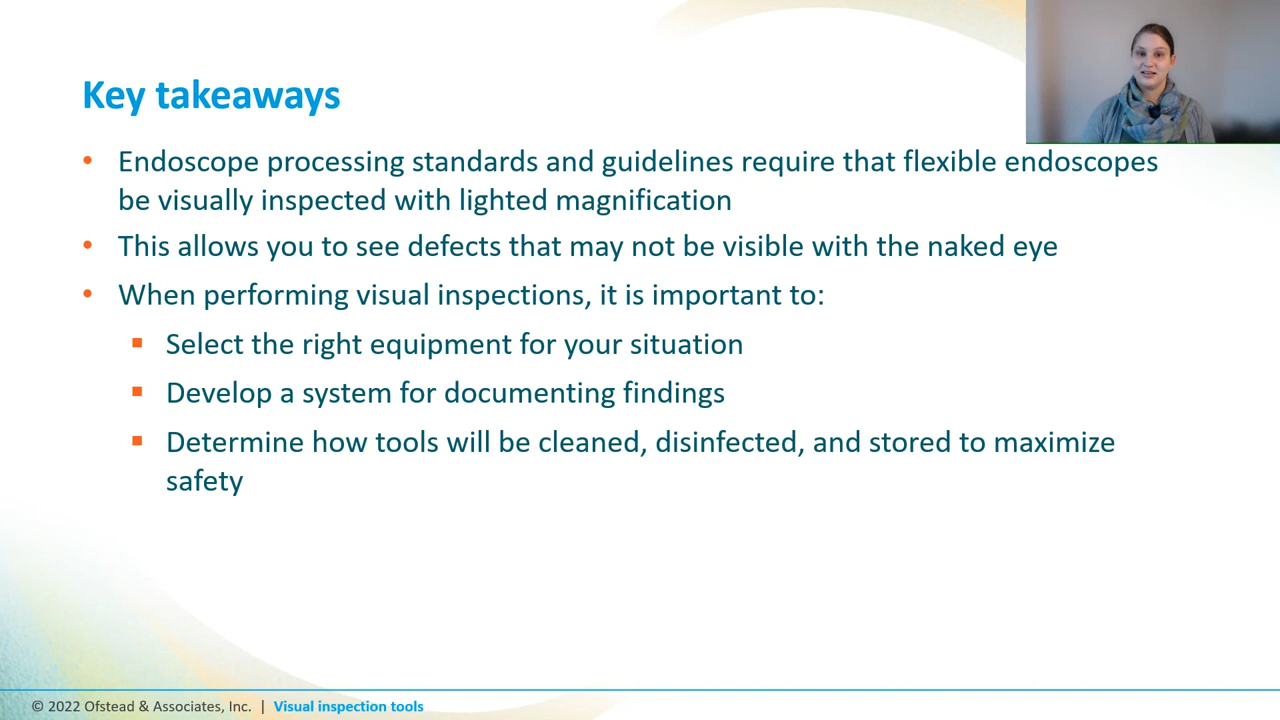 Key takeaways
• Endoscope processing standards and guidelines require that flexible endoscopes
be visually inspected with lighted magnification
• This allows you to see defects that may not be visible with the naked eye
• When performing visual inspections, it is important to:
▪ Select the right equipment for your situation
▪ Develop a system for documenting findings
▪ Determine how tools will be cleaned, disinfected, and stored to maximize
safety
© 2022 Ofstead & Associates, Inc. | Visual inspection tools